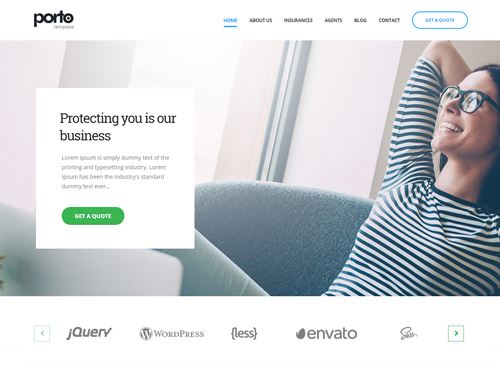 porto
template
HOME ABOUT US INSURANCES AGENTS BLOG CONTACT GET A QUOTE
Protecting you is our
business
Lorem Ipsum is simply dummy text of the
printing and typesetting industry. Lorem
Ipsum has been the industry's standard
dummy text ever...
GET A QUOTE
jQuery WordPress {less} envato Sass